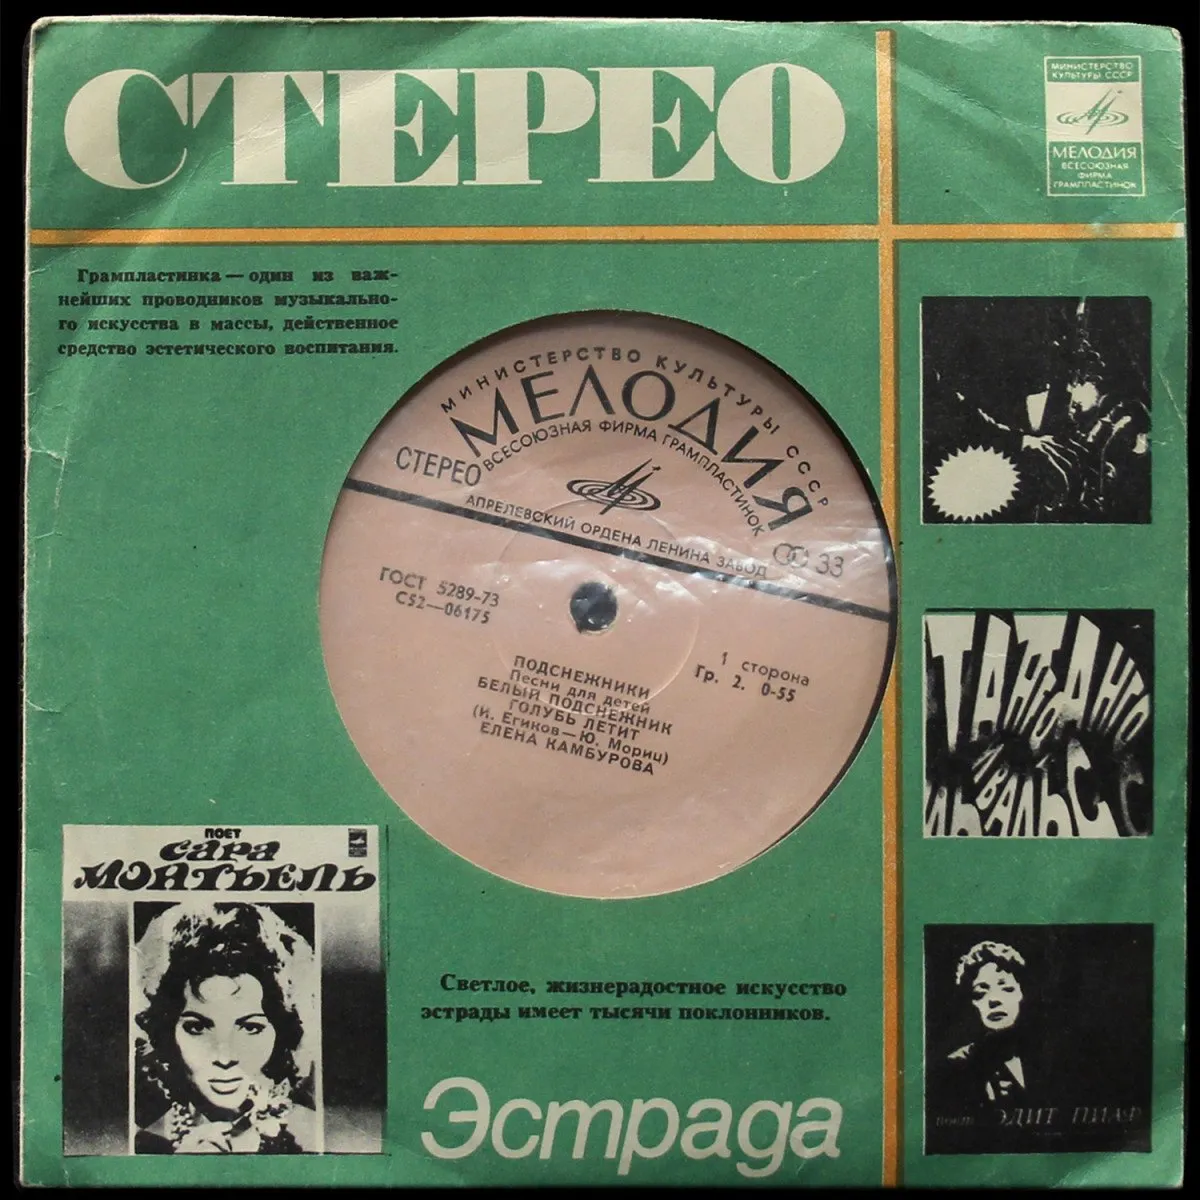 СТЕРЕО
МИНИСТЕРСТВО
КУЛЬТУРЫ СССР
МЕЛОДИЯ
ВСЕСОЮЗНАЯ
ФИРМА
ГРАМПЛАСТИНОК
Грампластинка — один из важ-
нейших проводников музыкально-
го искусства в массы, действенное
средство эстетического воспитания.
МИНИСТЕРСТВО КУЛЬТУРЫ СССР
МЕЛОДИЯ
ВСЕСОЮЗНАЯ ФИРМА ГРАМПЛАСТИНОК
СТЕРЕО
АПРЕЛЕВСКИЙ ОРДЕНА ЛЕНИНА ЗАВОД
33
ГОСТ 5289-73
С52—06175
1 сторона
Гр. 2. 0-55
ПОДСНЕЖНИКИ
Песни для детей
БЕЛЫЙ ПОДСНЕЖНИК
ГОЛУБЬ ЛЕТИТ
(И. Егиков—Ю. Мориц)
ЕЛЕНА КАМБУРОВА
ТАНГО
ТАНГО
ВАЛЬС
ПОЕТ
САРА
МОНТЬЕЛЬ
Светлое, жизнерадостное искусство
эстрады имеет тысячи поклонников.
Эстрада
ЭДИТ ПИАФ